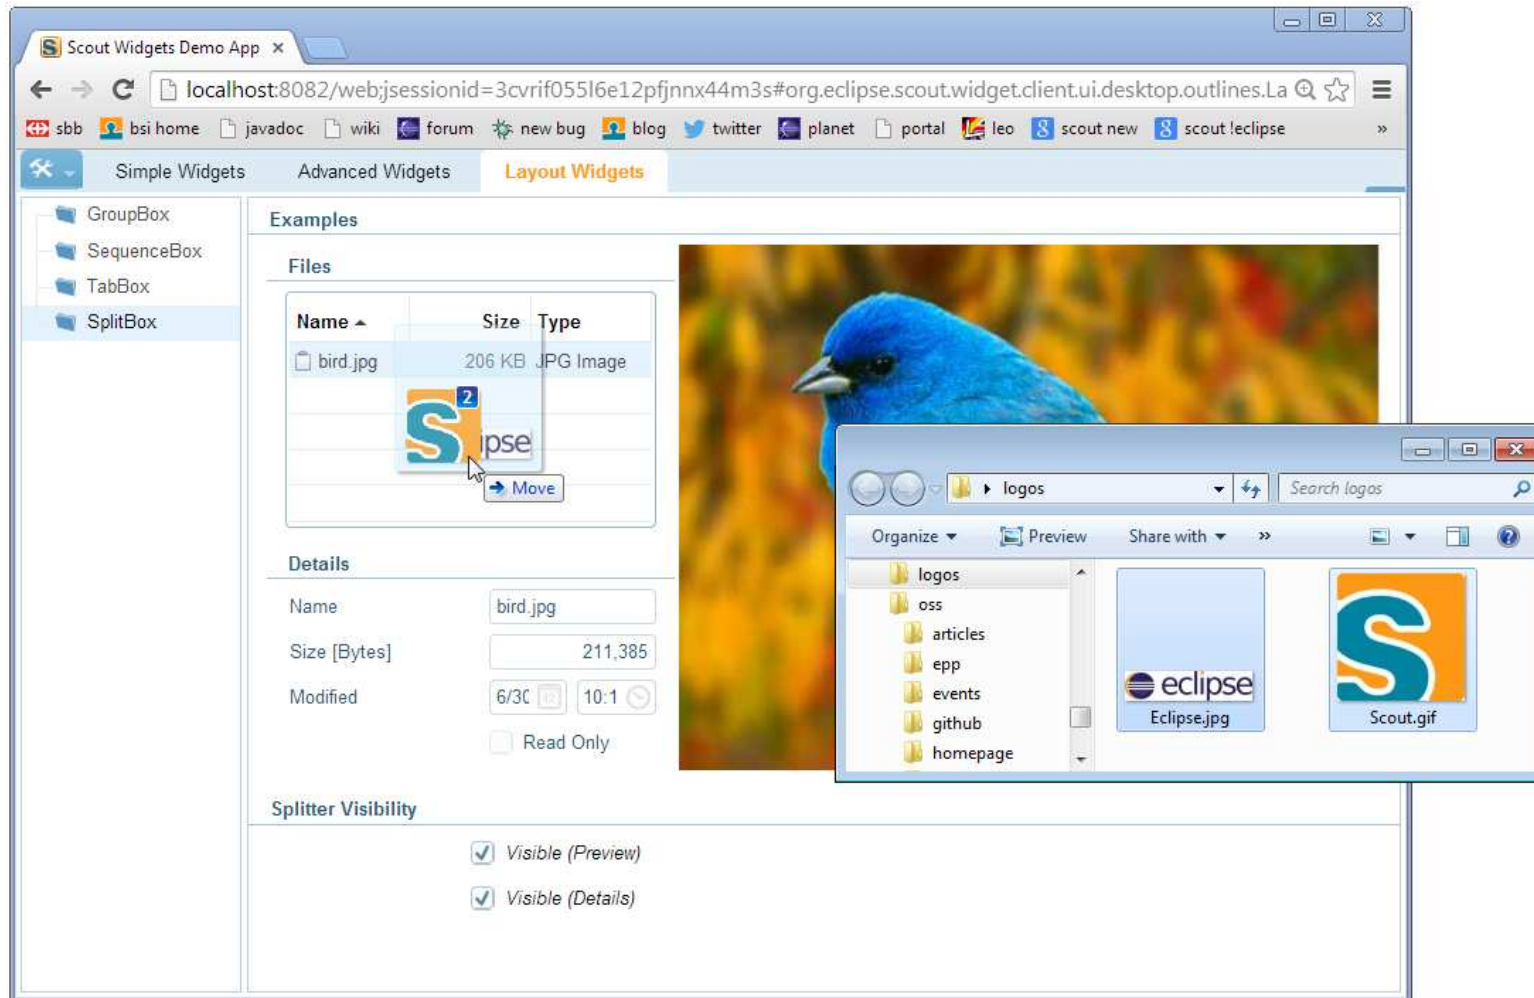 Scout Widgets Demo App
localhost:8082/web;jsessionid=3cvrif055l6e12pfjnnx44m3s#org.eclipse.scout.widget.client.ui.desktop.outlines.La
sbb bsi home javadoc wiki forum new bug blog twitter planet portal leo scout new scout !eclipse »
Simple Widgets Advanced Widgets Layout Widgets
GroupBox
SequenceBox
TabBox
SplitBox
Examples
Files
Name Size Type
bird.jpg 206 KB JPG Image
S 2
ipse
Move
Details
Name bird.jpg
Size [Bytes] 211,385
Modified 6/30 10:1
Read Only
Splitter Visibility
Visible (Preview)
Visible (Details)
logos Search logos
Organize Preview Share with »
logos
oss
articles
epp
events
github
homepage
eclipse
Eclipse.jpg
S
Scout.gif